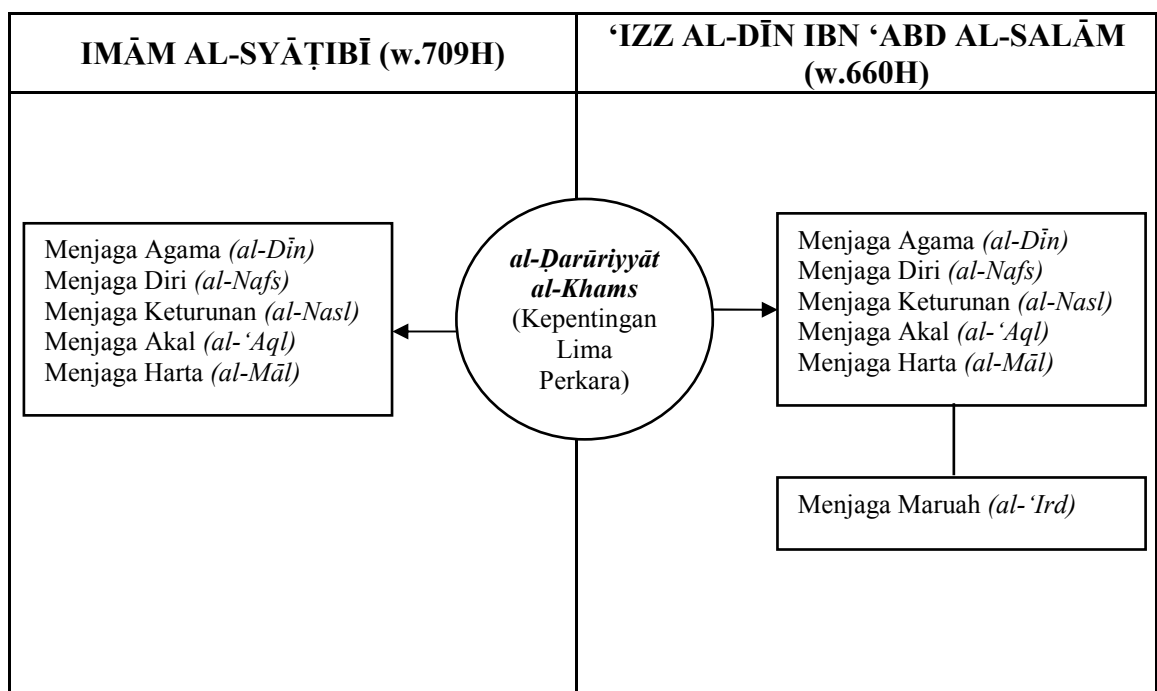 IMĀM AL-SYĀṬIBĪ (w.709H)
‘IZZ AL-DĪN IBN ‘ABD AL-SALĀM
(w.660H)
Menjaga Agama (al-Dīn)
Menjaga Diri (al-Nafs)
Menjaga Keturunan (al-Nasl)
Menjaga Akal (al-‘Aql)
Menjaga Harta (al-Māl)
al-Ḍarūriyyāt
al-Khams
(Kepentingan
Lima
Perkara)
Menjaga Agama (al-Dīn)
Menjaga Diri (al-Nafs)
Menjaga Keturunan (al-Nasl)
Menjaga Akal (al-‘Aql)
Menjaga Harta (al-Māl)
Menjaga Maruah (al-‘Ird)